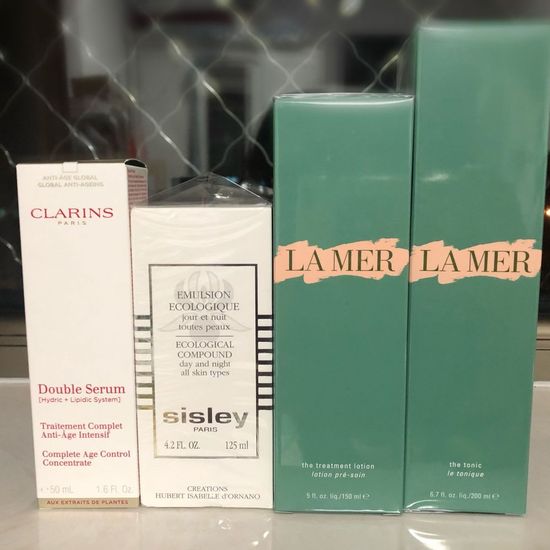 ANTI-ÂGE GLOBAL
GLOBAL ANTI-AGEING
CLARINS
PARIS
Double Serum
[Hydric + Lipidic System]
Traitement Complet
Anti-Âge Intensif
Complete Age Control
Concentrate
e 50 mL 1.6 Fl. Oz.
AUX EXTRAITS DE PLANTES
EMULSION
ECOLOGIQUE
jour et nuit
toutes peaux
ECOLOGICAL
COMPOUND
day and night
all skin types
sisley
PARIS
4.2 FL. OZ. 125 ml
CREATIONS
HUBERT ISABELLE d'ORNANO
LA MER
the treatment lotion
lotion pré-soin
5 fl. oz. liq./150 ml e
LA MER
the tonic
le tonique
6.7 fl. oz. liq./200 ml e